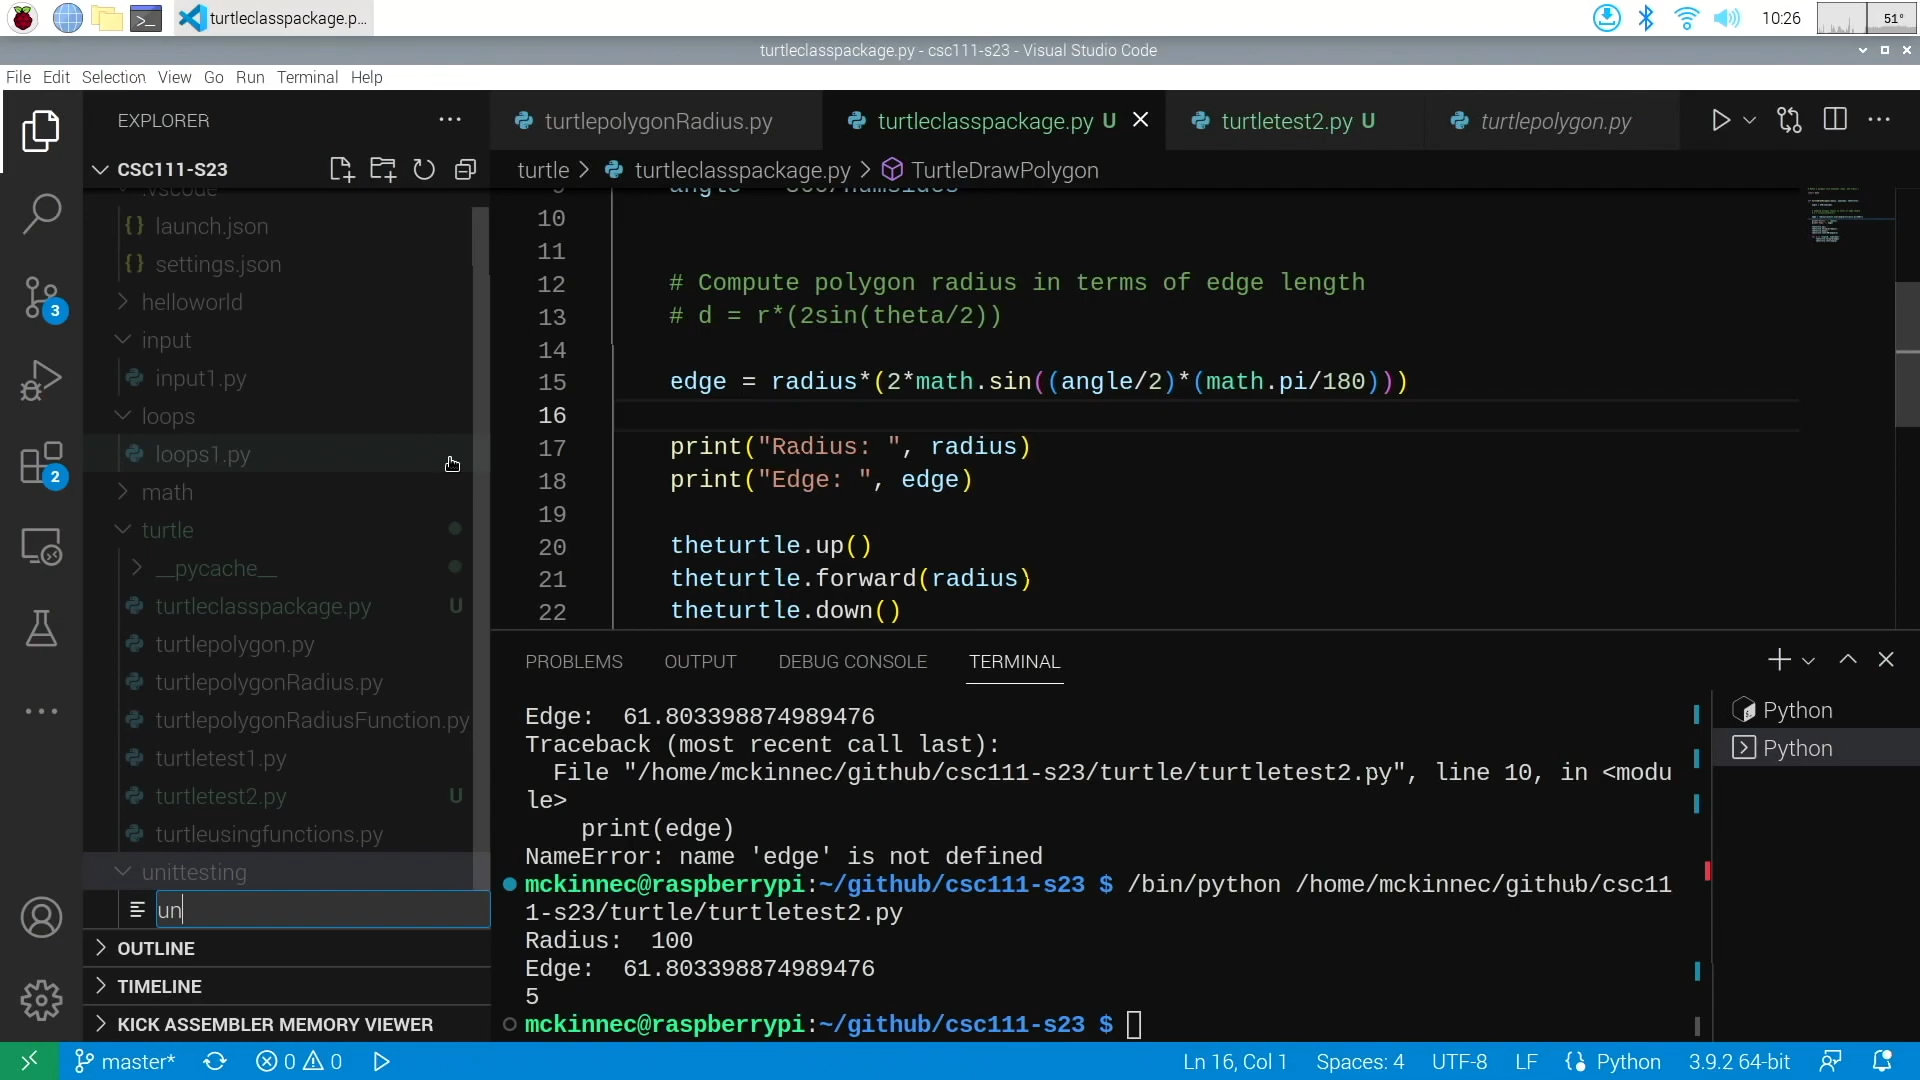 turtleclasspackage.p...
10:26
51°
turtleclasspackage.py - csc111-s23 - Visual Studio Code
File Edit Selection View Go Run Terminal Help
EXPLORER
turtlepolygonRadius.py
turtleclasspackage.py U
turtletest2.py U
turtlepolygon.py
CSC111-S23
turtle > turtleclasspackage.py > TurtleDrawPolygon
.vscode
launch.json
settings.json
helloworld
input
input1.py
loops
loops1.py
math
turtle
__pycache__
turtleclasspackage.py U
turtlepolygon.py
turtlepolygonRadius.py
turtlepolygonRadiusFunction.py
turtletest1.py
turtletest2.py U
turtleusingfunctions.py
unittesting
un
OUTLINE
TIMELINE
KICK ASSEMBLER MEMORY VIEWER
3
2
9 angle = 360/numsides
10
11
12 # Compute polygon radius in terms of edge length
13 # d = r*(2sin(theta/2))
14
15 edge = radius*(2*math.sin((angle/2)*(math.pi/180)))
16
17 print("Radius: ", radius)
18 print("Edge: ", edge)
19
20 theturtle.up()
21 theturtle.forward(radius)
22 theturtle.down()
PROBLEMS OUTPUT DEBUG CONSOLE TERMINAL
Edge:  61.803398874989476
Traceback (most recent call last):
  File "/home/mckinnec/github/csc111-s23/turtle/turtletest2.py", line 10, in <modu
le>
    print(edge)
NameError: name 'edge' is not defined
mckinnec@raspberrypi:~/github/csc111-s23 $ /bin/python /home/mckinnec/github/csc11
1-s23/turtle/turtletest2.py
Radius:  100
Edge:  61.803398874989476
5
mckinnec@raspberrypi:~/github/csc111-s23 $
Python
Python
master* 0 0 Ln 16, Col 1 Spaces: 4 UTF-8 LF Python 3.9.2 64-bit